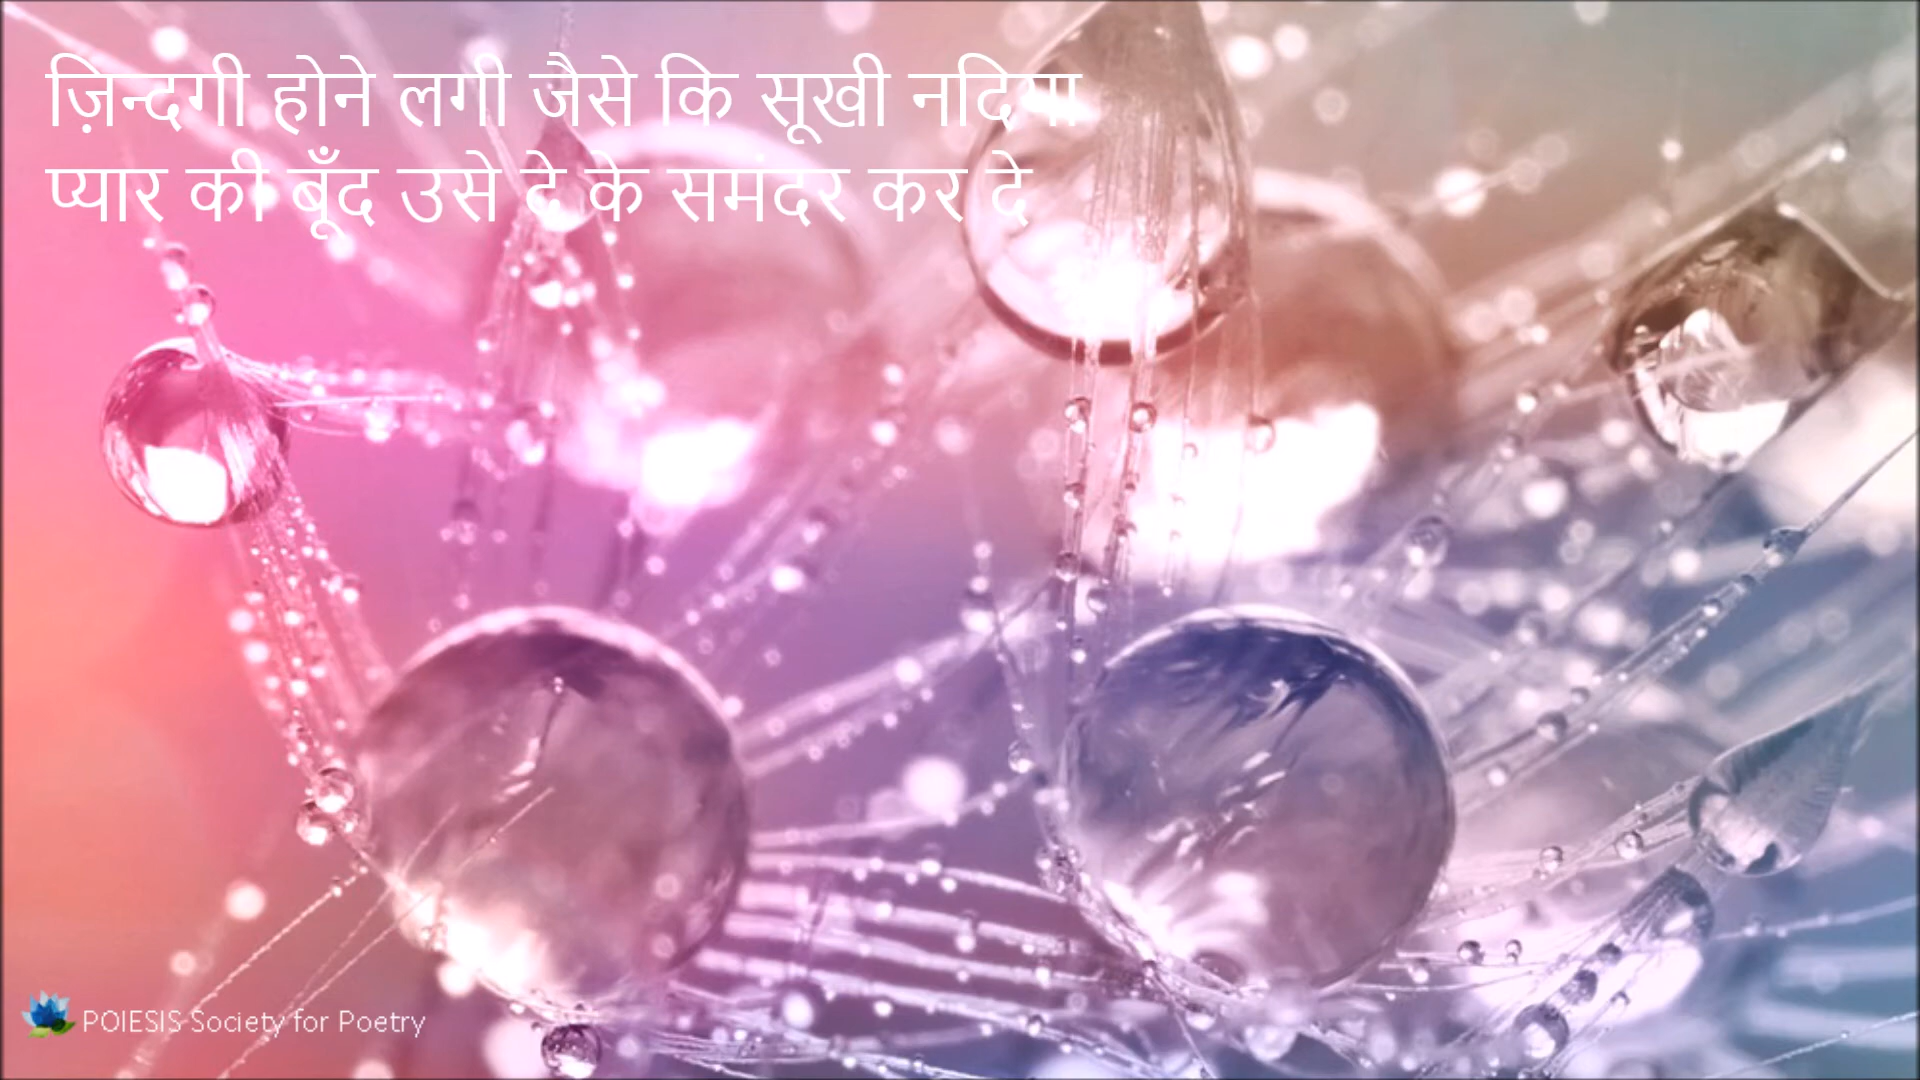 ज़िन्दगी होने लगी जैसे कि सूखी नदिया
प्यार की बूँद उसे दे के समंदर कर दे
POIESIS Society for Poetry